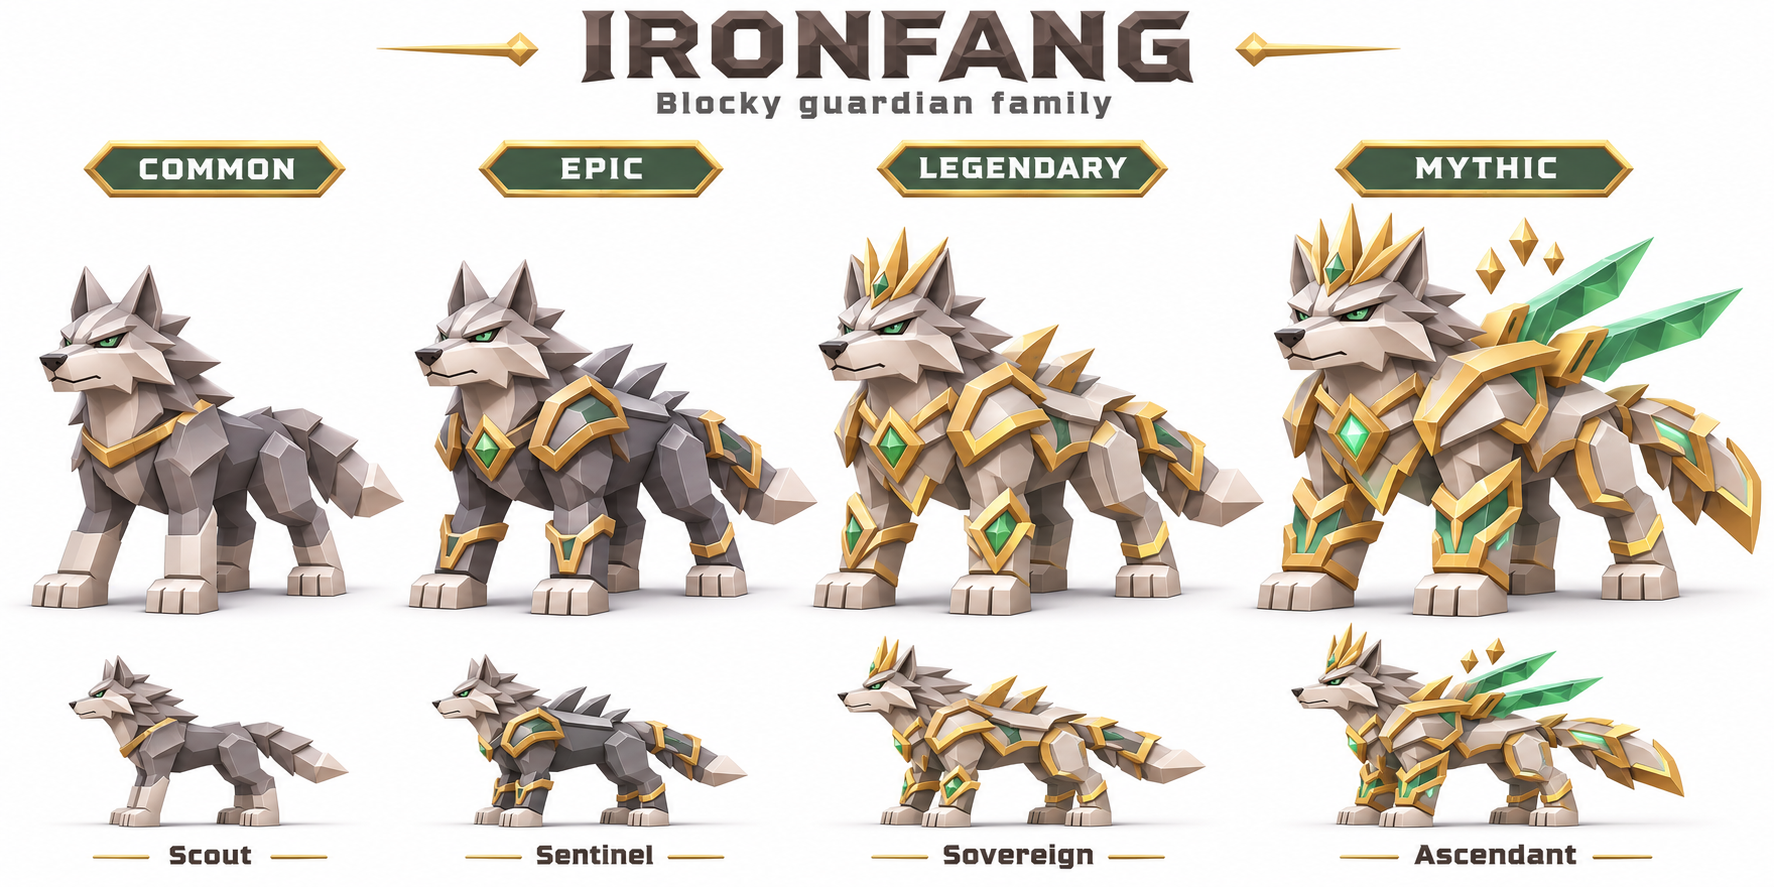 IRONFANG
Blocky guardian family
COMMON
EPIC
LEGENDARY
MYTHIC
Scout
Sentinel
Sovereign
Ascendant